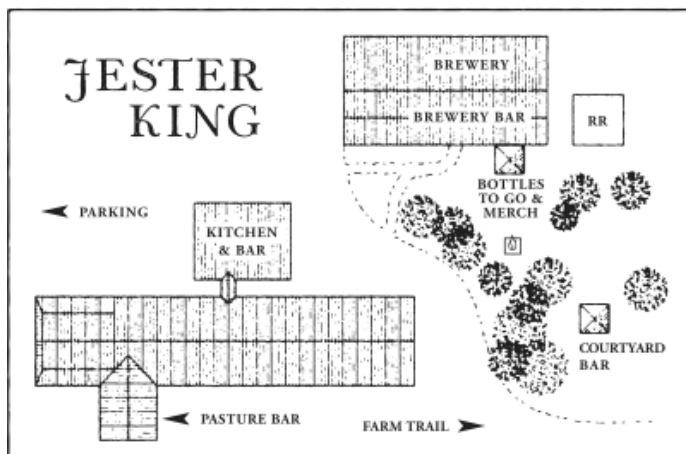 JESTER
KING
BREWERY
BREWERY BAR
RR
BOTTLES
TO GO &
MERCH
PARKING
KITCHEN
& BAR
COURTYARD
BAR
PASTURE BAR
FARM TRAIL